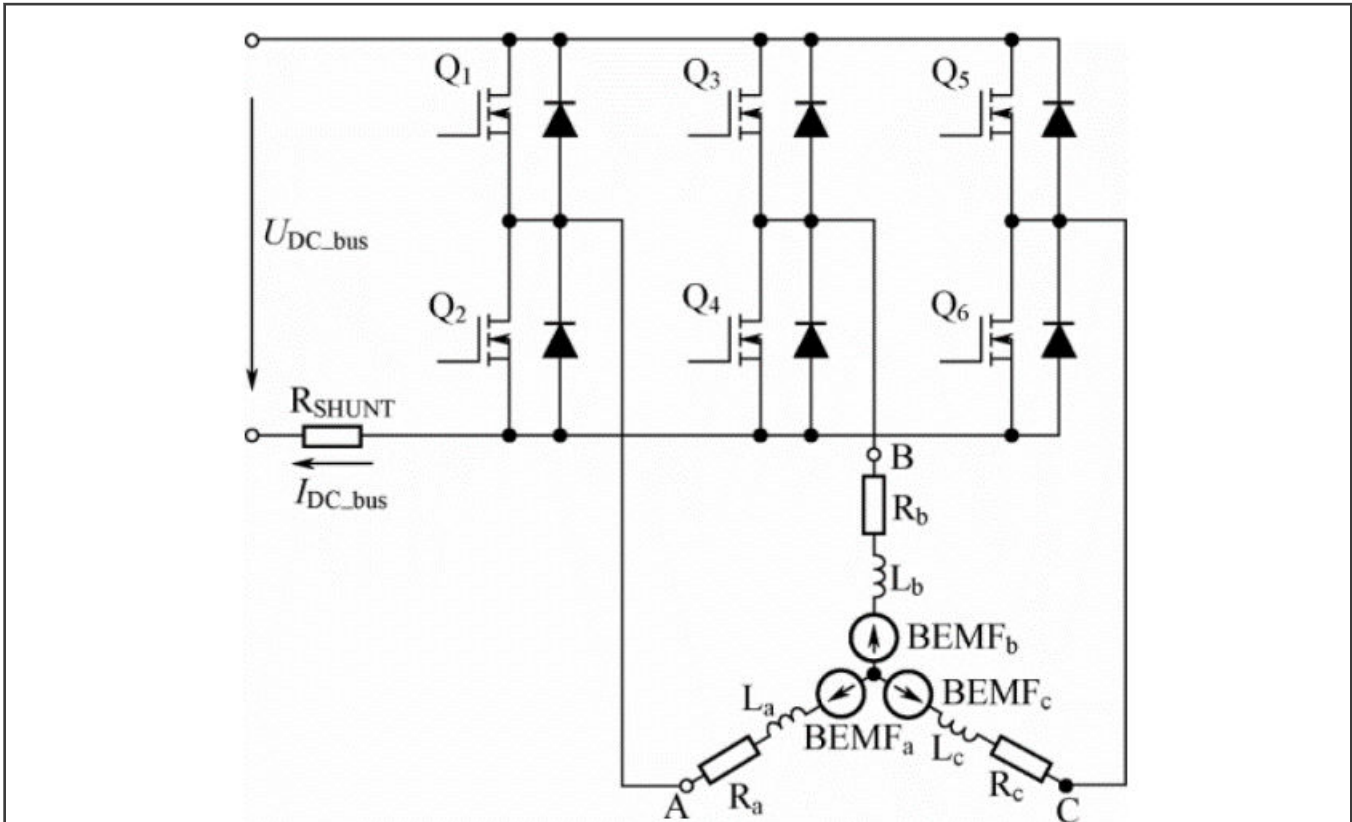 Q1
Q3
Q5
UDC_bus
Q2
Q4
Q6
RSHUNT
IDC_bus
B
Rb
Lb
BEMFb
La
BEMFc
BEMFa
Lc
A
Ra
Rc
C